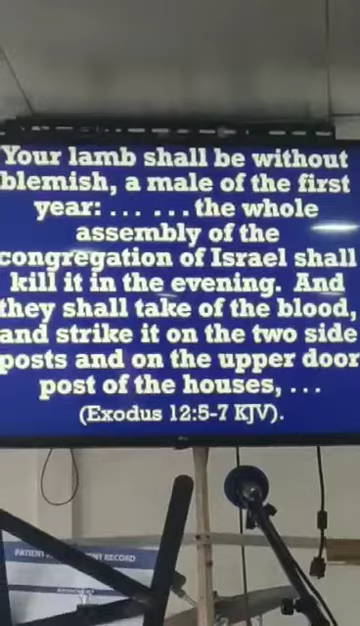 Your lamb shall be without
blemish, a male of the first
year: ... ... the whole
assembly of the
congregation of Israel shall
kill it in the evening. And
they shall take of the blood,
and strike it on the two side
posts and on the upper door
post of the houses, ...
(Exodus 12:5-7 KJV).
PATIENT RECORD